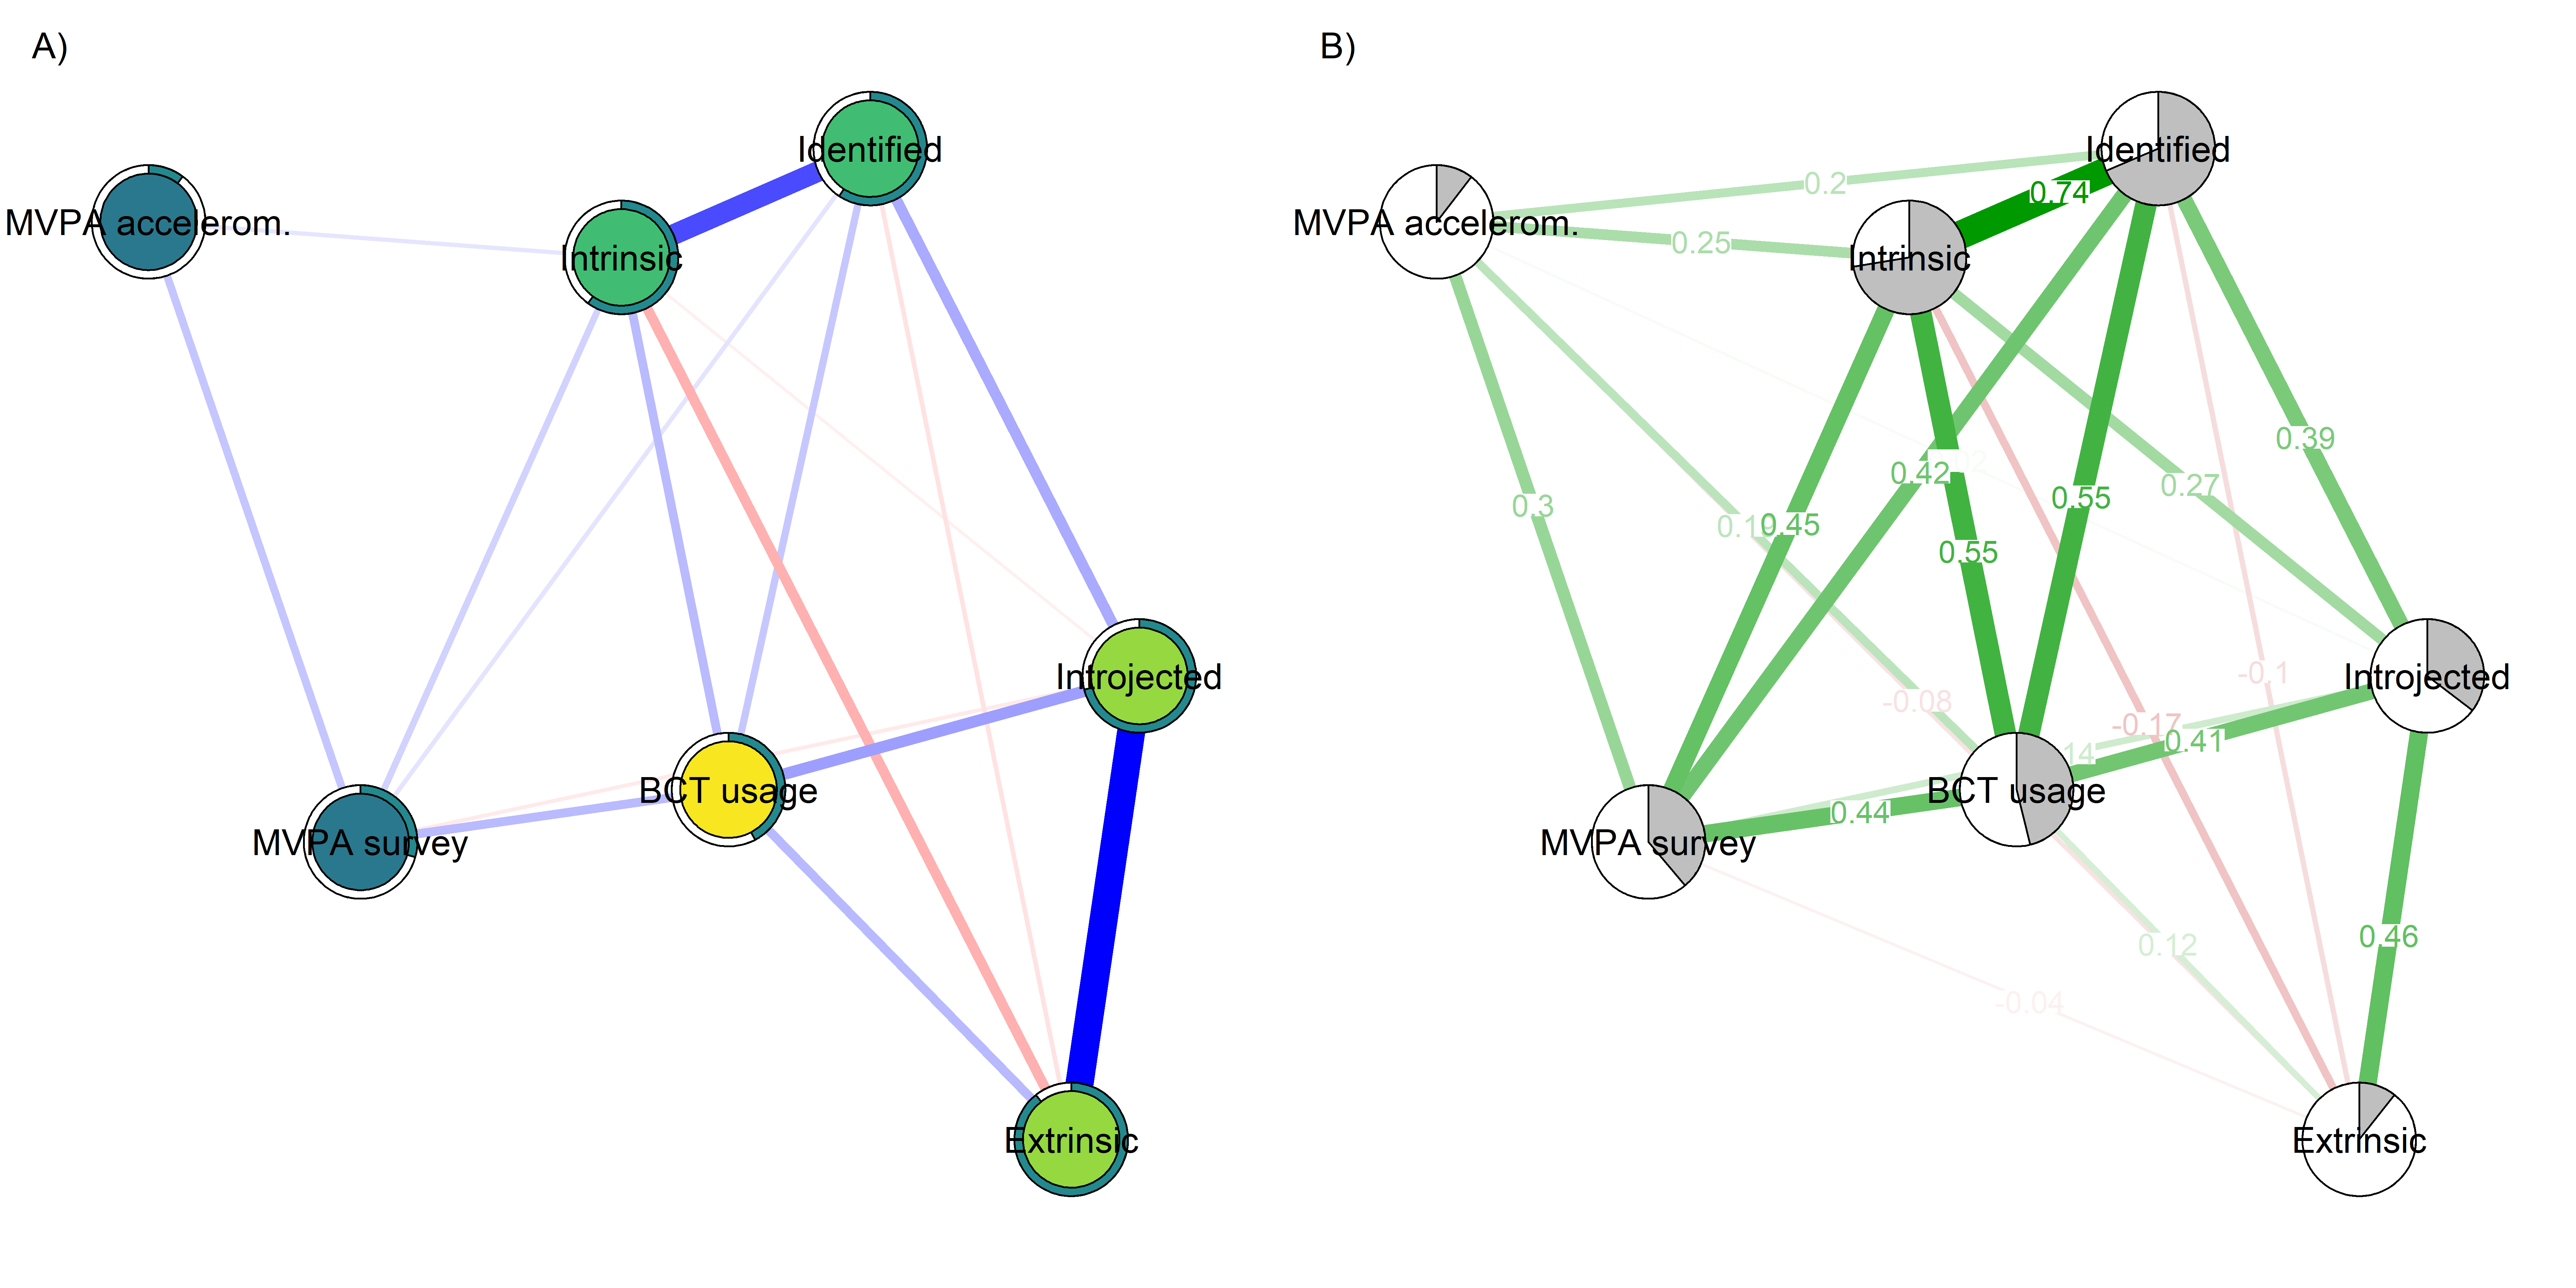 A)
Identified
MVPA accelerom.
Intrinsic
Introjected
BCT usage
MVPA survey
Extrinsic
B)
Identified
0.2
0.74
MVPA accelerom.
0.25
Intrinsic
0.39
0.42
0.27
0.55
0.3
0.45
0.55
-0.1
Introjected
-0.08
-0.17
0.41
BCT usage
0.44
MVPA survey
0.46
0.12
-0.04
Extrinsic